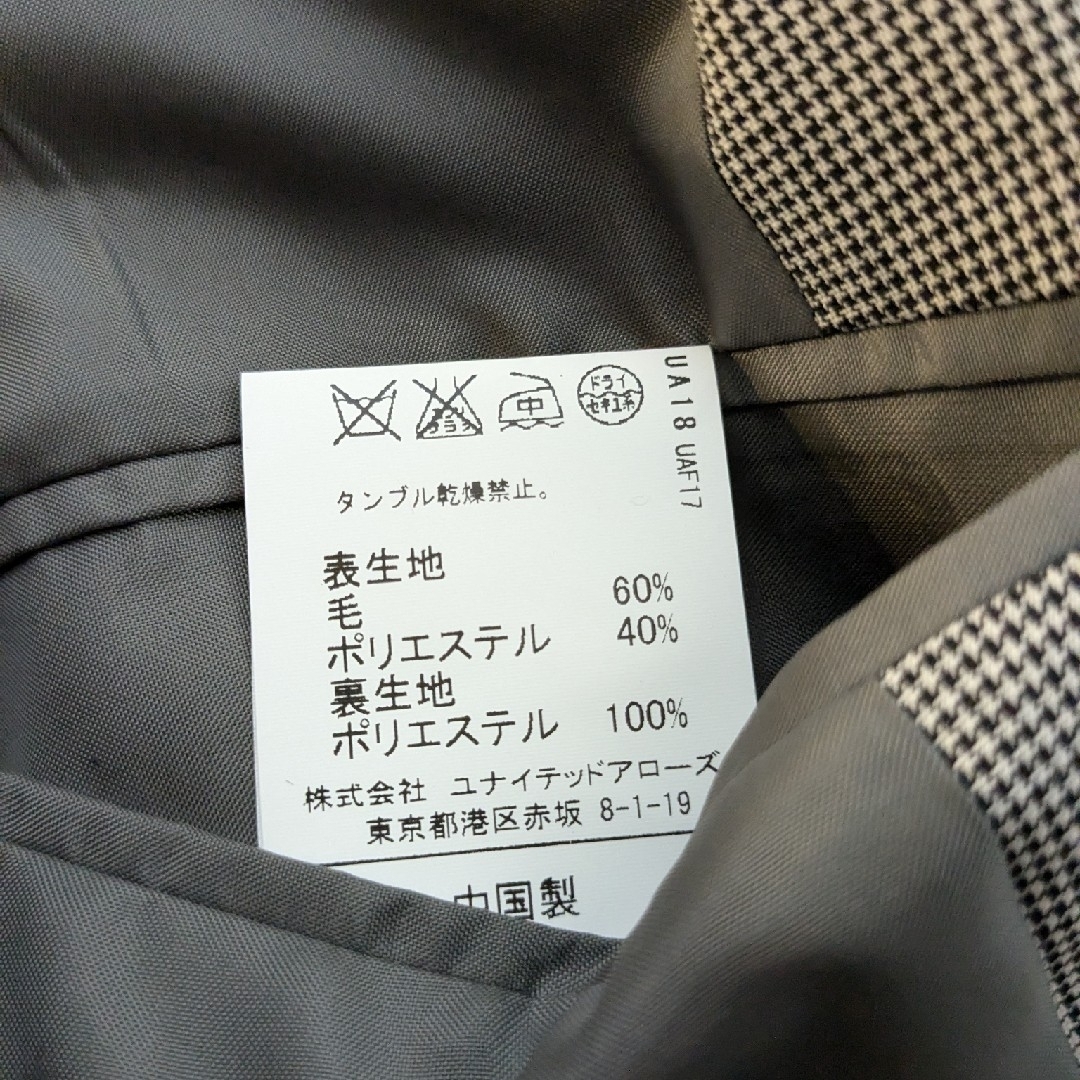 中
ドライ
セキユ系
UA18 UAF17
タンブル乾燥禁止。
表生地
毛 60%
ポリエステル 40%
裏生地
ポリエステル 100%
株式会社 ユナイテッドアローズ
東京都港区赤坂 8-1-19
中国製